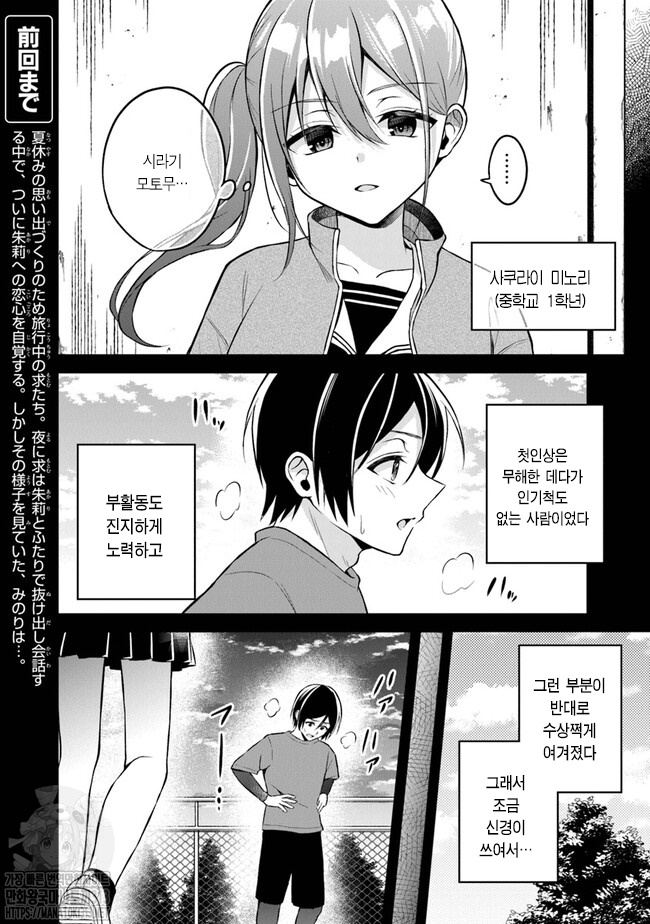 前回まで
夏休みの思い出づくりのため旅行中の求たち。夜に求は朱莉とふたりで抜け出し会話す
る中で、ついに朱莉への恋心を自覚する。しかしその様子を見ていた、みのりは…。
……
시라기
모토무…
사쿠라이 미노리
(중학교 1학년)
첫인상은
무해한 데다가
인기척도
없는 사람이었다
부활동도
진지하게
노력하고
그런 부분이
반대로
수상쩍게
여겨졌다
그래서
조금
신경이
쓰여서…